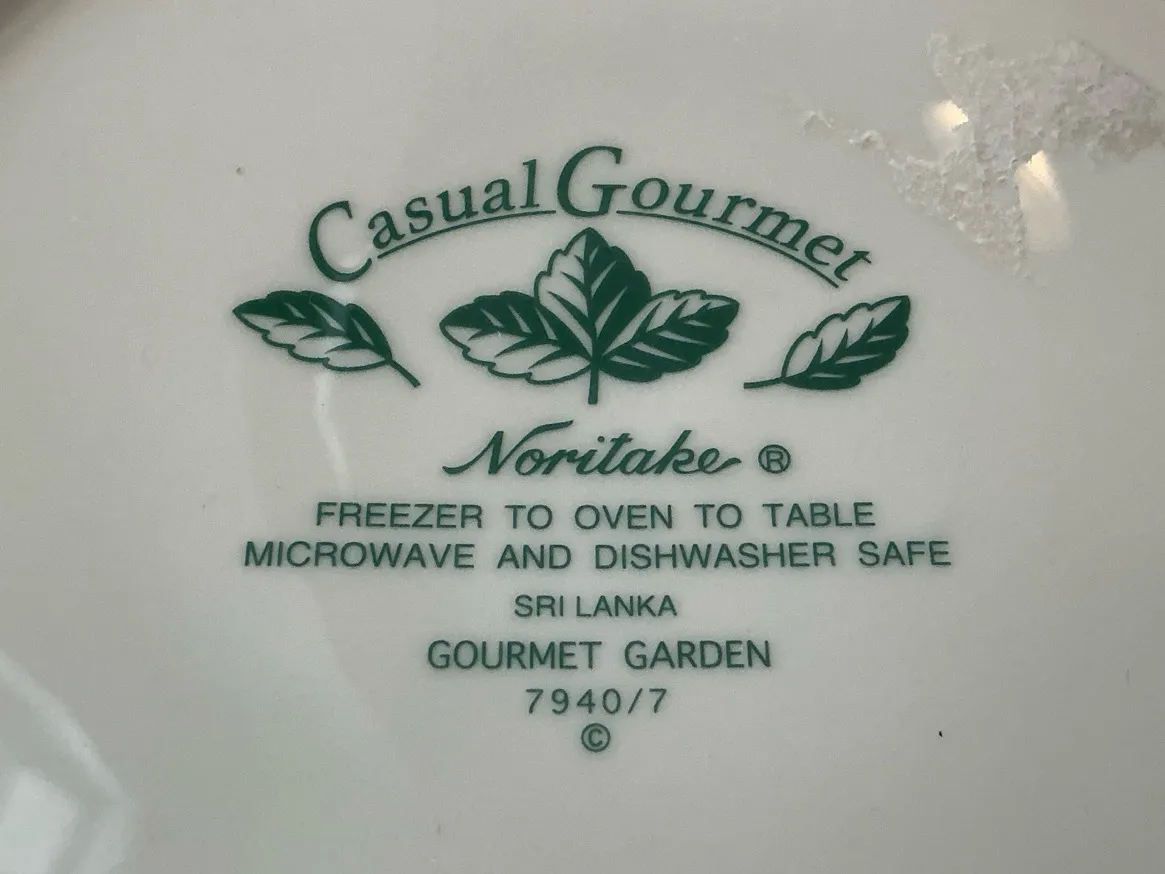 Casual Gourmet
Noritake ®
FREEZER TO OVEN TO TABLE
MICROWAVE AND DISHWASHER SAFE
SRI LANKA
GOURMET GARDEN
7940/7
©